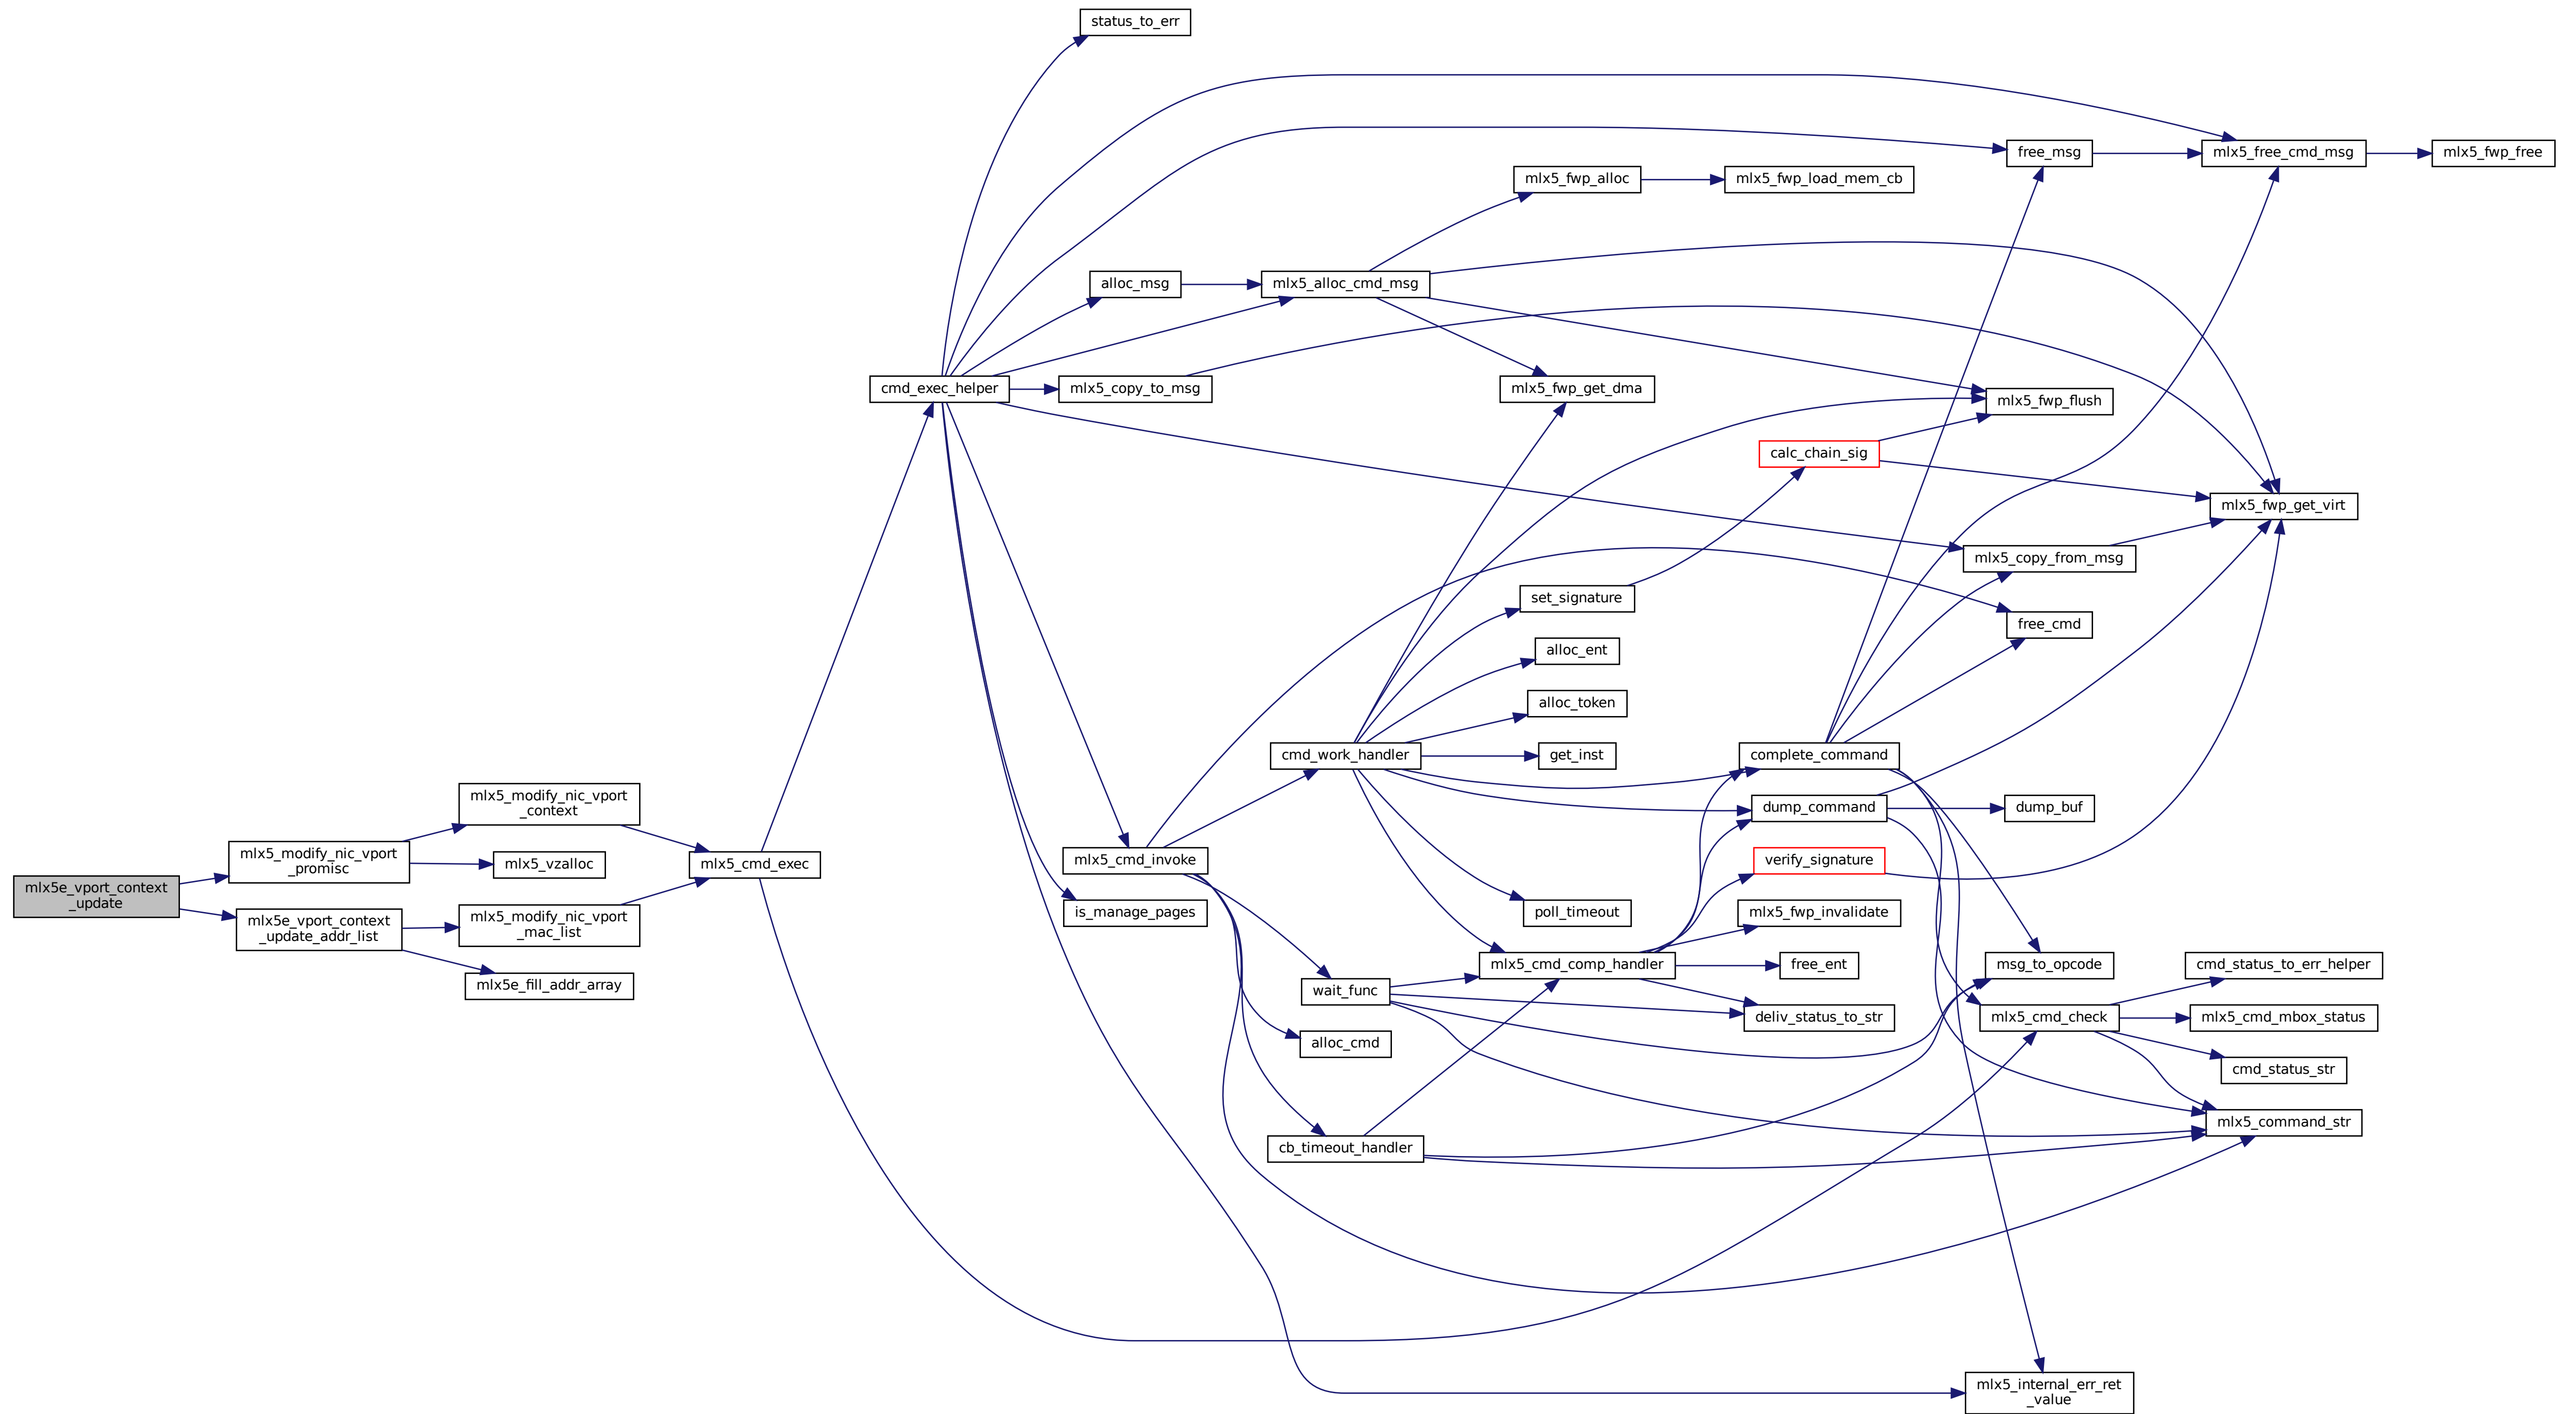 status_to_err
free_msg
mlx5_free_cmd_msg
mlx5_fwp_free
mlx5_fwp_alloc
mlx5_fwp_load_mem_cb
alloc_msg
mlx5_alloc_cmd_msg
cmd_exec_helper
mlx5_copy_to_msg
mlx5_fwp_get_dma
mlx5_fwp_flush
calc_chain_sig
mlx5_fwp_get_virt
mlx5_copy_from_msg
set_signature
free_cmd
alloc_ent
alloc_token
cmd_work_handler
get_inst
complete_command
mlx5_modify_nic_vport
_context
dump_command
dump_buf
mlx5_modify_nic_vport
_promisc
mlx5_vzalloc
mlx5_cmd_exec
mlx5_cmd_invoke
verify_signature
mlx5e_vport_context
_update
is_manage_pages
poll_timeout
mlx5_fwp_invalidate
mlx5e_vport_context
_update_addr_list
mlx5_modify_nic_vport
_mac_list
mlx5_cmd_comp_handler
free_ent
msg_to_opcode
cmd_status_to_err_helper
mlx5e_fill_addr_array
wait_func
deliv_status_to_str
mlx5_cmd_check
mlx5_cmd_mbox_status
alloc_cmd
cmd_status_str
mlx5_command_str
cb_timeout_handler
mlx5_internal_err_ret
_value